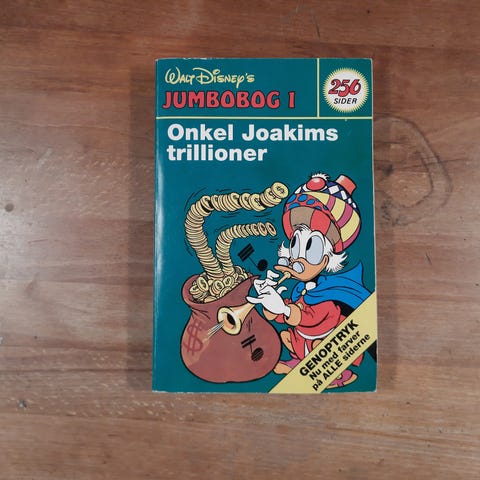 WALT DISNEY'S
JUMBOBOG 1
256
SIDER
Onkel Joakims
trillioner
$
GENOPTRYK
Nu med farver
på ALLE siderne